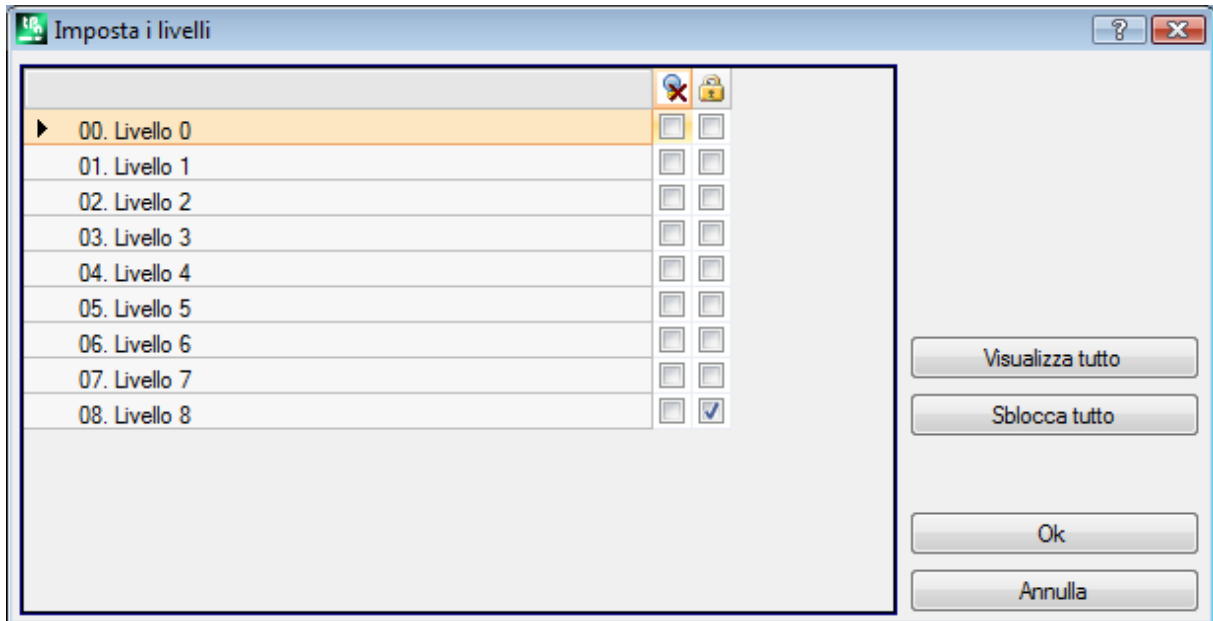 Imposta i livelli
00. Livello 0
01. Livello 1
02. Livello 2
03. Livello 3
04. Livello 4
05. Livello 5
06. Livello 6
07. Livello 7
08. Livello 8
Visualizza tutto
Sblocca tutto
Ok
Annulla